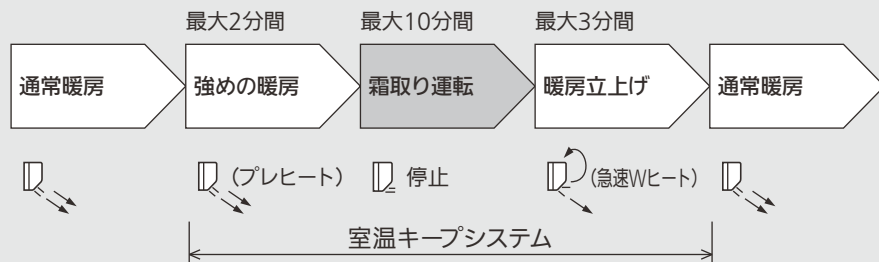 最大2分間
最大10分間
最大3分間
通常暖房
強めの暖房
霜取り運転
暖房立上げ
通常暖房
(プレヒート)
停止
(急速Wヒート)
室温キープシステム